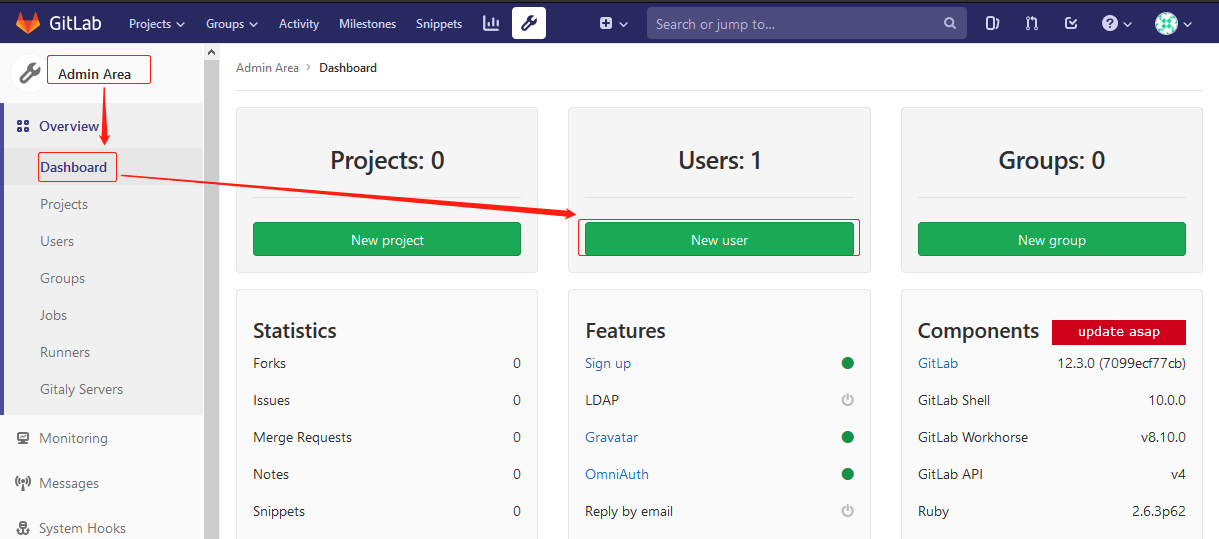 GitLab Projects Groups Activity Milestones Snippets Search or jump to...
Admin Area
Overview
Dashboard
Projects
Users
Groups
Jobs
Runners
Gitaly Servers
Monitoring
Messages
System Hooks
Admin Area > Dashboard
Projects: 0
New project
Users: 1
New user
Groups: 0
New group
Statistics
Forks 0
Issues 0
Merge Requests 0
Notes 0
Snippets 0
Features
Sign up
LDAP
Gravatar
OmniAuth
Reply by email
Components update asap
GitLab 12.3.0 (7099ecf77cb)
GitLab Shell 10.0.0
GitLab Workhorse v8.10.0
GitLab API v4
Ruby 2.6.3p62